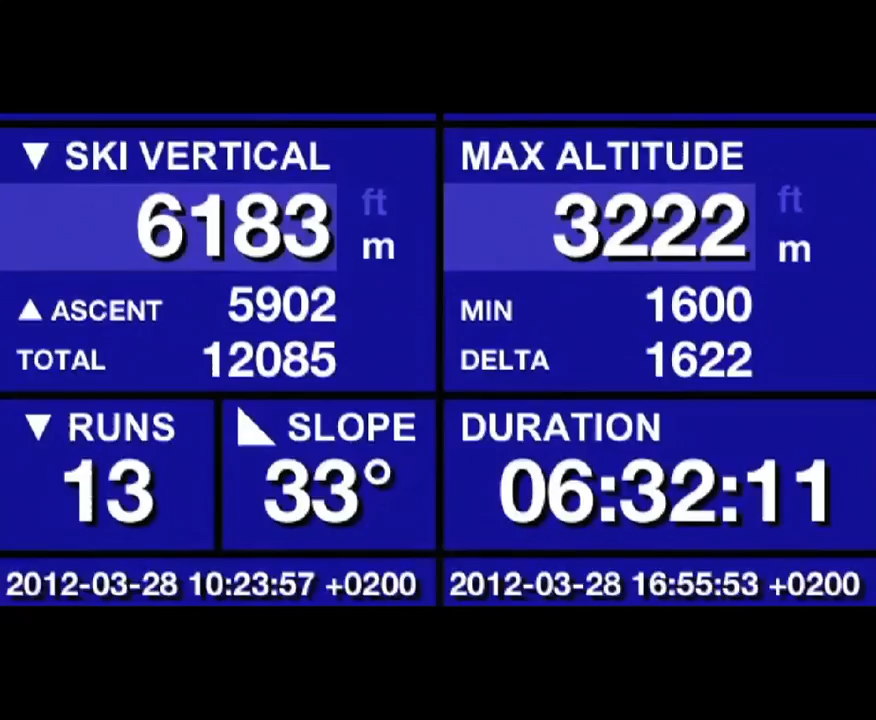 ▼ SKI VERTICAL
6183 ft
m
▲ ASCENT 5902
TOTAL 12085
MAX ALTITUDE
3222 ft
m
MIN 1600
DELTA 1622
▼ RUNS
13
SLOPE
33°
DURATION
06:32:11
2012-03-28 10:23:57 +0200
2012-03-28 16:55:53 +0200